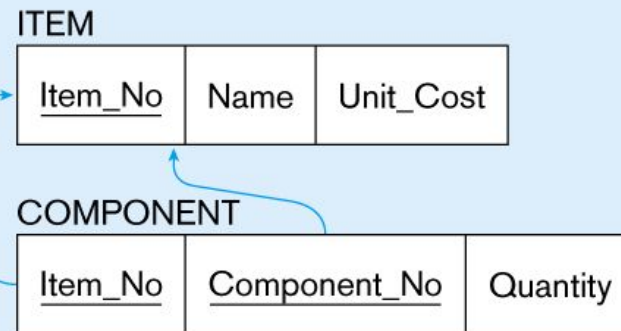 ITEM
Item_No Name Unit_Cost
COMPONENT
Item_No Component_No Quantity